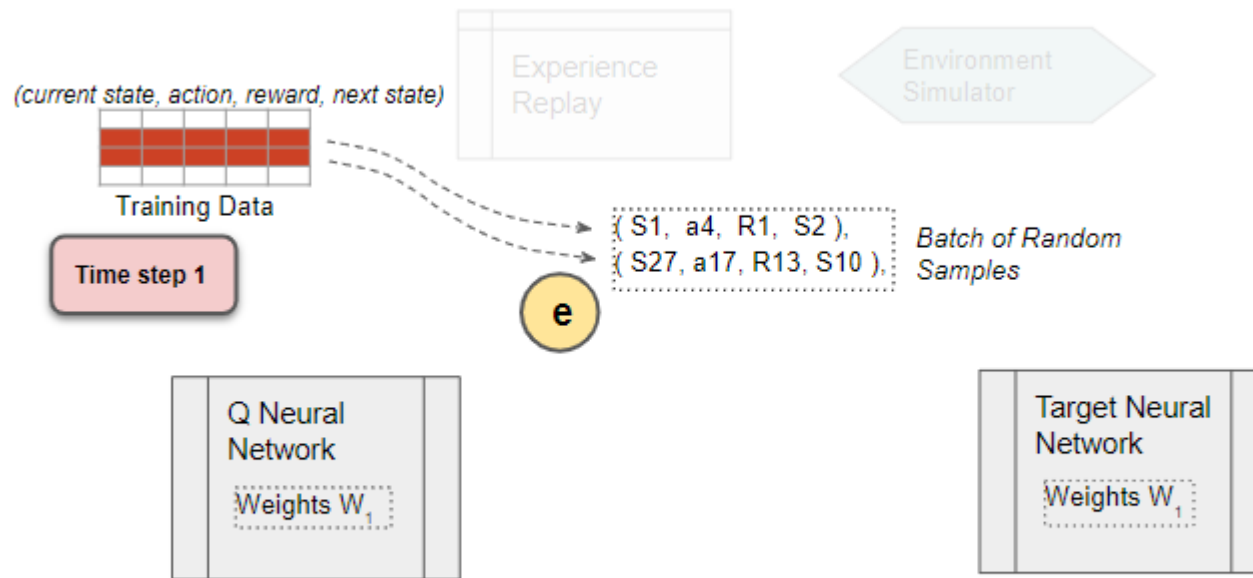 Experience
Replay
Environment
Simulator
(current state, action, reward, next state)
Training Data
Time step 1
( S1, a4, R1, S2 ),
( S27, a17, R13, S10 ),
Batch of Random
Samples
e
Q Neural
Network
Weights W₁
Target Neural
Network
Weights W₁